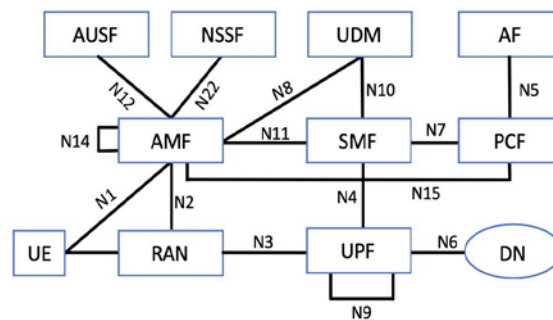 AUSF NSSF UDM AF
N12 N22 N8 N10 N5
N14 AMF N11 SMF N7 PCF
N1 N2 N4 N15
UE RAN N3 UPF N6 DN
N9